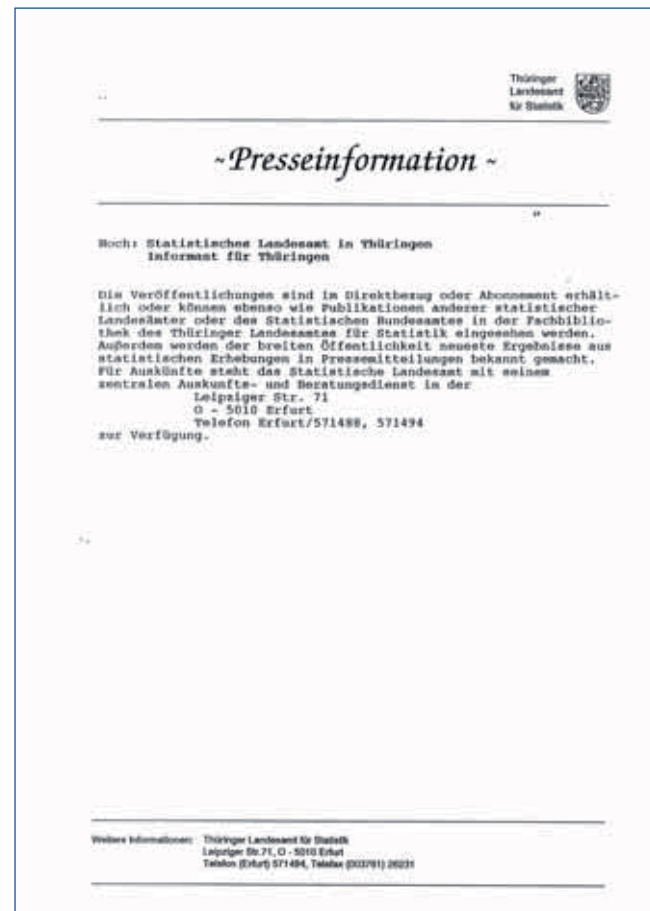 Thüringer
Landesamt
für Statistik
~Presseinformation ~
Noch: Statistisches Landesamt in Thüringen
Informant für Thüringen
Die Veröffentlichungen sind im Direktbezug oder Abonnement erhält-
lich oder können ebenso wie Publikationen anderer statistischer
Landesämter oder des Statistischen Bundesamtes in der Fachbiblio-
thek des Thüringer Landesamtes für Statistik eingesehen werden.
Außerdem werden der breiten Öffentlichkeit neueste Ergebnisse aus
statistischen Erhebungen in Pressemitteilungen bekannt gemacht.
Für Auskünfte steht das Statistische Landesamt mit seinem
zentralen Auskunfts- und Beratungsdienst in der
Leipziger Str. 71
O - 5010 Erfurt
Telefon Erfurt/571488, 571494
zur Verfügung.
Weitere Informationen: Thüringer Landesamt für Statistik
Leipziger Str.71, O - 5010 Erfurt
Telefon (Erfurt) 571494, Telefax (003761) 26231